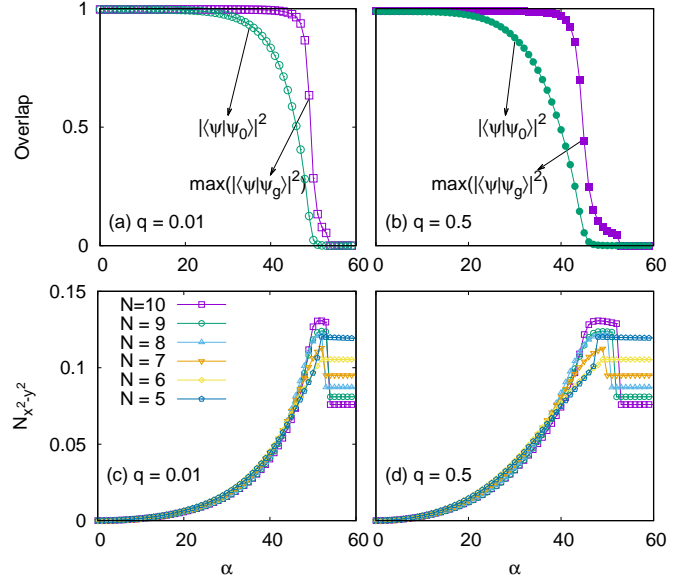 1
0.5
0
Overlap
|⟨ψ|ψ0⟩|²
max(|⟨ψ|ψg⟩|²)
(a) q = 0.01
0 20 40 60
|⟨ψ|ψ0⟩|²
max(|⟨ψ|ψg⟩|²)
(b) q = 0.5
0 20 40 60
0.15
0.1
0.05
0
Nx²-y²
N=10
N = 9
N = 8
N = 7
N = 6
N = 5
(c) q = 0.01
0 20 40 60
α
(d) q = 0.5
0 20 40 60
α